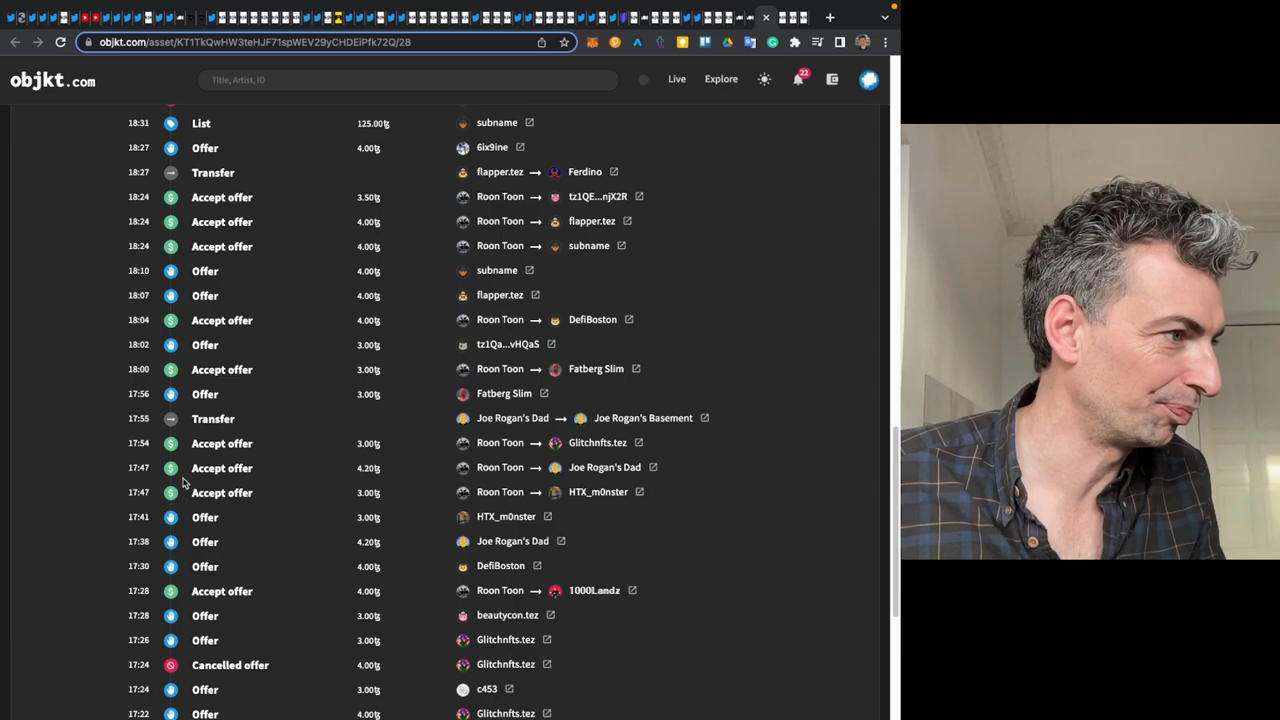 objkt.com/asset/KT1TkQwHW3teHJF71spWEV29yCHDEiPfk72Q/28
objkt.com
Title, Artist, ID
Live
Explore
22
18:31 List 125.00ꜩ subname
18:27 Offer 4.00ꜩ 6ix9ine
18:27 Transfer flapper.tez → Ferdino
18:24 Accept offer 3.50ꜩ Roon Toon → tz1QE...njX2R
18:24 Accept offer 4.00ꜩ Roon Toon → flapper.tez
18:24 Accept offer 4.00ꜩ Roon Toon → subname
18:10 Offer 4.00ꜩ subname
18:07 Offer 4.00ꜩ flapper.tez
18:04 Accept offer 4.00ꜩ Roon Toon → DefiBoston
18:02 Offer 3.00ꜩ tz1Qa...vHQaS
18:00 Accept offer 3.00ꜩ Roon Toon → Fatberg Slim
17:56 Offer 3.00ꜩ Fatberg Slim
17:55 Transfer Joe Rogan's Dad → Joe Rogan's Basement
17:54 Accept offer 3.00ꜩ Roon Toon → Glitchnfts.tez
17:47 Accept offer 4.20ꜩ Roon Toon → Joe Rogan's Dad
17:47 Accept offer 3.00ꜩ Roon Toon → HTX_m0nster
17:41 Offer 3.00ꜩ HTX_m0nster
17:38 Offer 4.20ꜩ Joe Rogan's Dad
17:30 Offer 4.00ꜩ DefiBoston
17:28 Accept offer 4.00ꜩ Roon Toon → 1000Landz
17:28 Offer 3.00ꜩ beautycon.tez
17:26 Offer 3.00ꜩ Glitchnfts.tez
17:24 Cancelled offer 4.00ꜩ Glitchnfts.tez
17:24 Offer 3.00ꜩ c453
17:22 Offer 4.00ꜩ Glitchnfts.tez